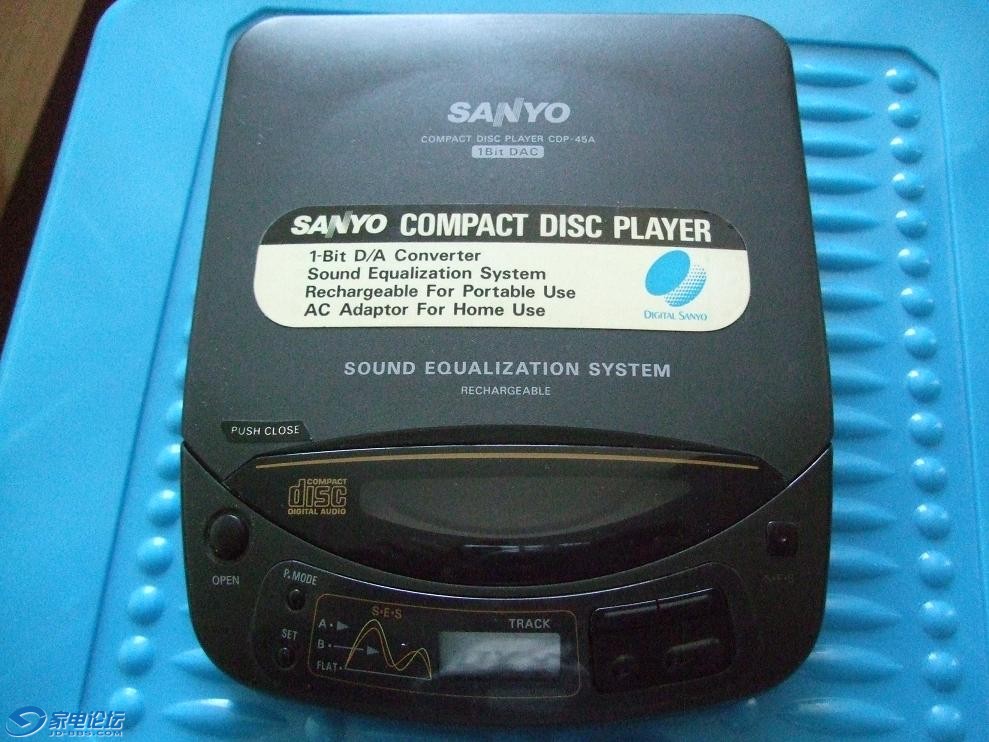 SANYO
COMPACT DISC PLAYER CDP-45A
1Bit DAC
SANYO COMPACT DISC PLAYER
1-Bit D/A Converter
Sound Equalization System
Rechargeable For Portable Use
AC Adaptor For Home Use
DIGITAL SANYO
SOUND EQUALIZATION SYSTEM
RECHARGEABLE
PUSH CLOSE
COMPACT
disc
DIGITAL AUDIO
OPEN
S•E•S
P.MODE
S•E•S
TRACK
A
SET
B
FLAT
家电论坛
JD-BBS.COM